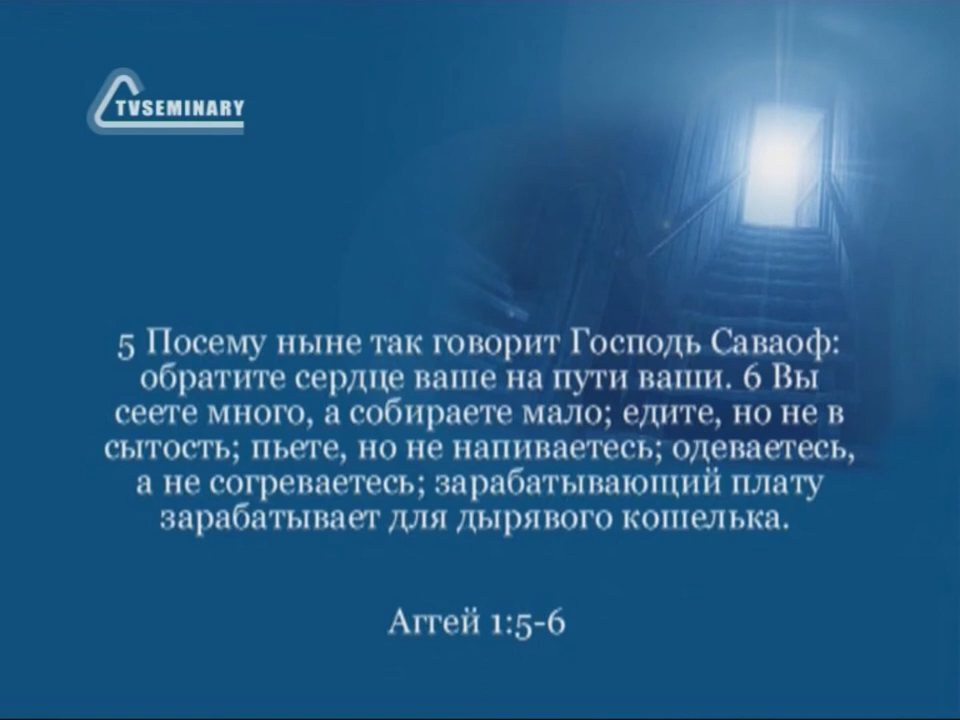 TVSEMINARY
5 Посему ныне так говорит Господь Саваоф:
обратите сердце ваше на пути ваши. 6 Вы
сеете много, а собираете мало; едите, но не в
сытость; пьете, но не напиваетесь; одеваетесь,
а не согреваетесь; зарабатывающий плату
зарабатывает для дырявого кошелька.
Аггей 1:5-6